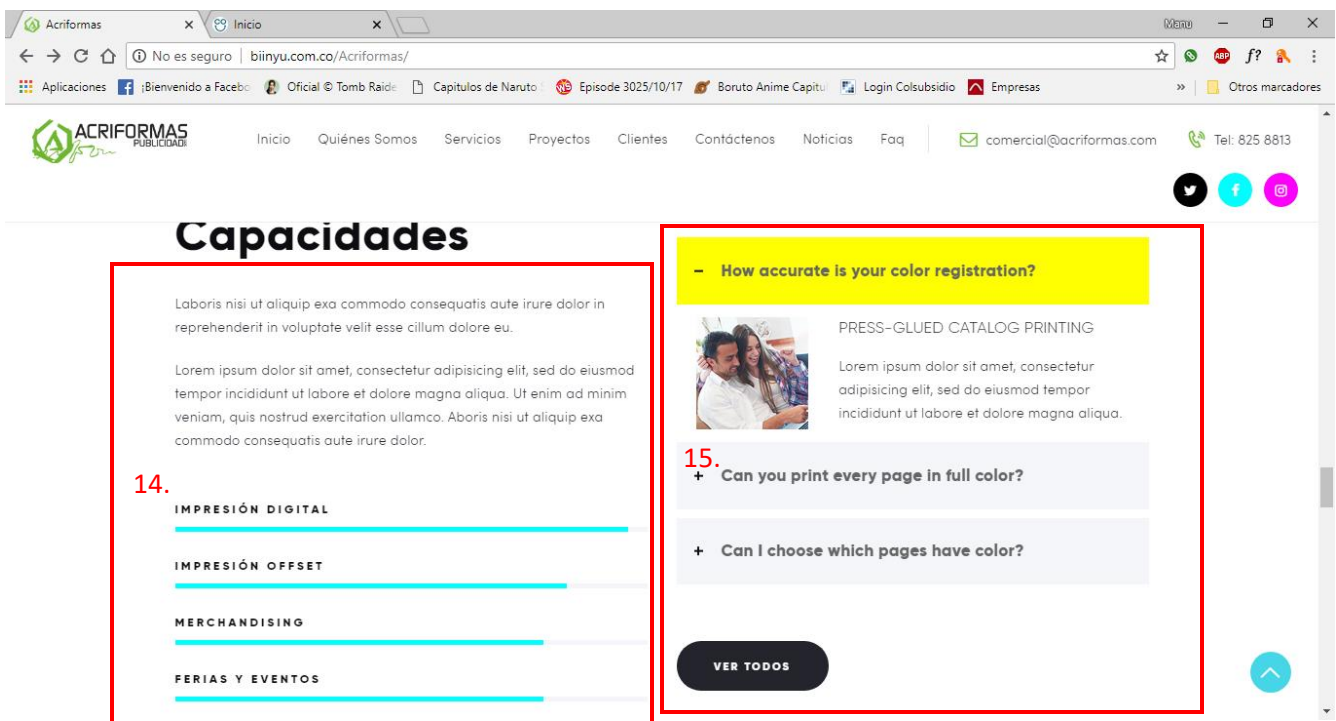 Acriformas
Inicio
Manu
No es seguro | biinyu.com.co/Acriformas/
ABP
f?
Aplicaciones
¡Bienvenido a Facebo
Oficial © Tomb Raide
Capitulos de Naruto
Episode 3025/10/17
Boruto Anime Capitul
Login Colsubsidio
Empresas
»
Otros marcadores
ACRIFORMAS
PUBLICIDAD
Inicio
Quiénes Somos
Servicios
Proyectos
Clientes
Contáctenos
Noticias
Faq
comercial@acriformas.com
Tel: 825 8813
Capacidades
Laboris nisi ut aliquip exa commodo consequatis aute irure dolor in
reprehenderit in voluptate velit esse cillum dolore eu.
Lorem ipsum dolor sit amet, consectetur adipisicing elit, sed do eiusmod
tempor incididunt ut labore et dolore magna aliqua. Ut enim ad minim
veniam, quis nostrud exercitation ullamco. Aboris nisi ut aliquip exa
commodo consequatis aute irure dolor.
14.
IMPRESIÓN DIGITAL
IMPRESIÓN OFFSET
MERCHANDISING
FERIAS Y EVENTOS
– How accurate is your color registration?
PRESS-GLUED CATALOG PRINTING
Lorem ipsum dolor sit amet, consectetur
adipisicing elit, sed do eiusmod tempor
incididunt ut labore et dolore magna aliqua.
15.
+ Can you print every page in full color?
+ Can I choose which pages have color?
VER TODOS